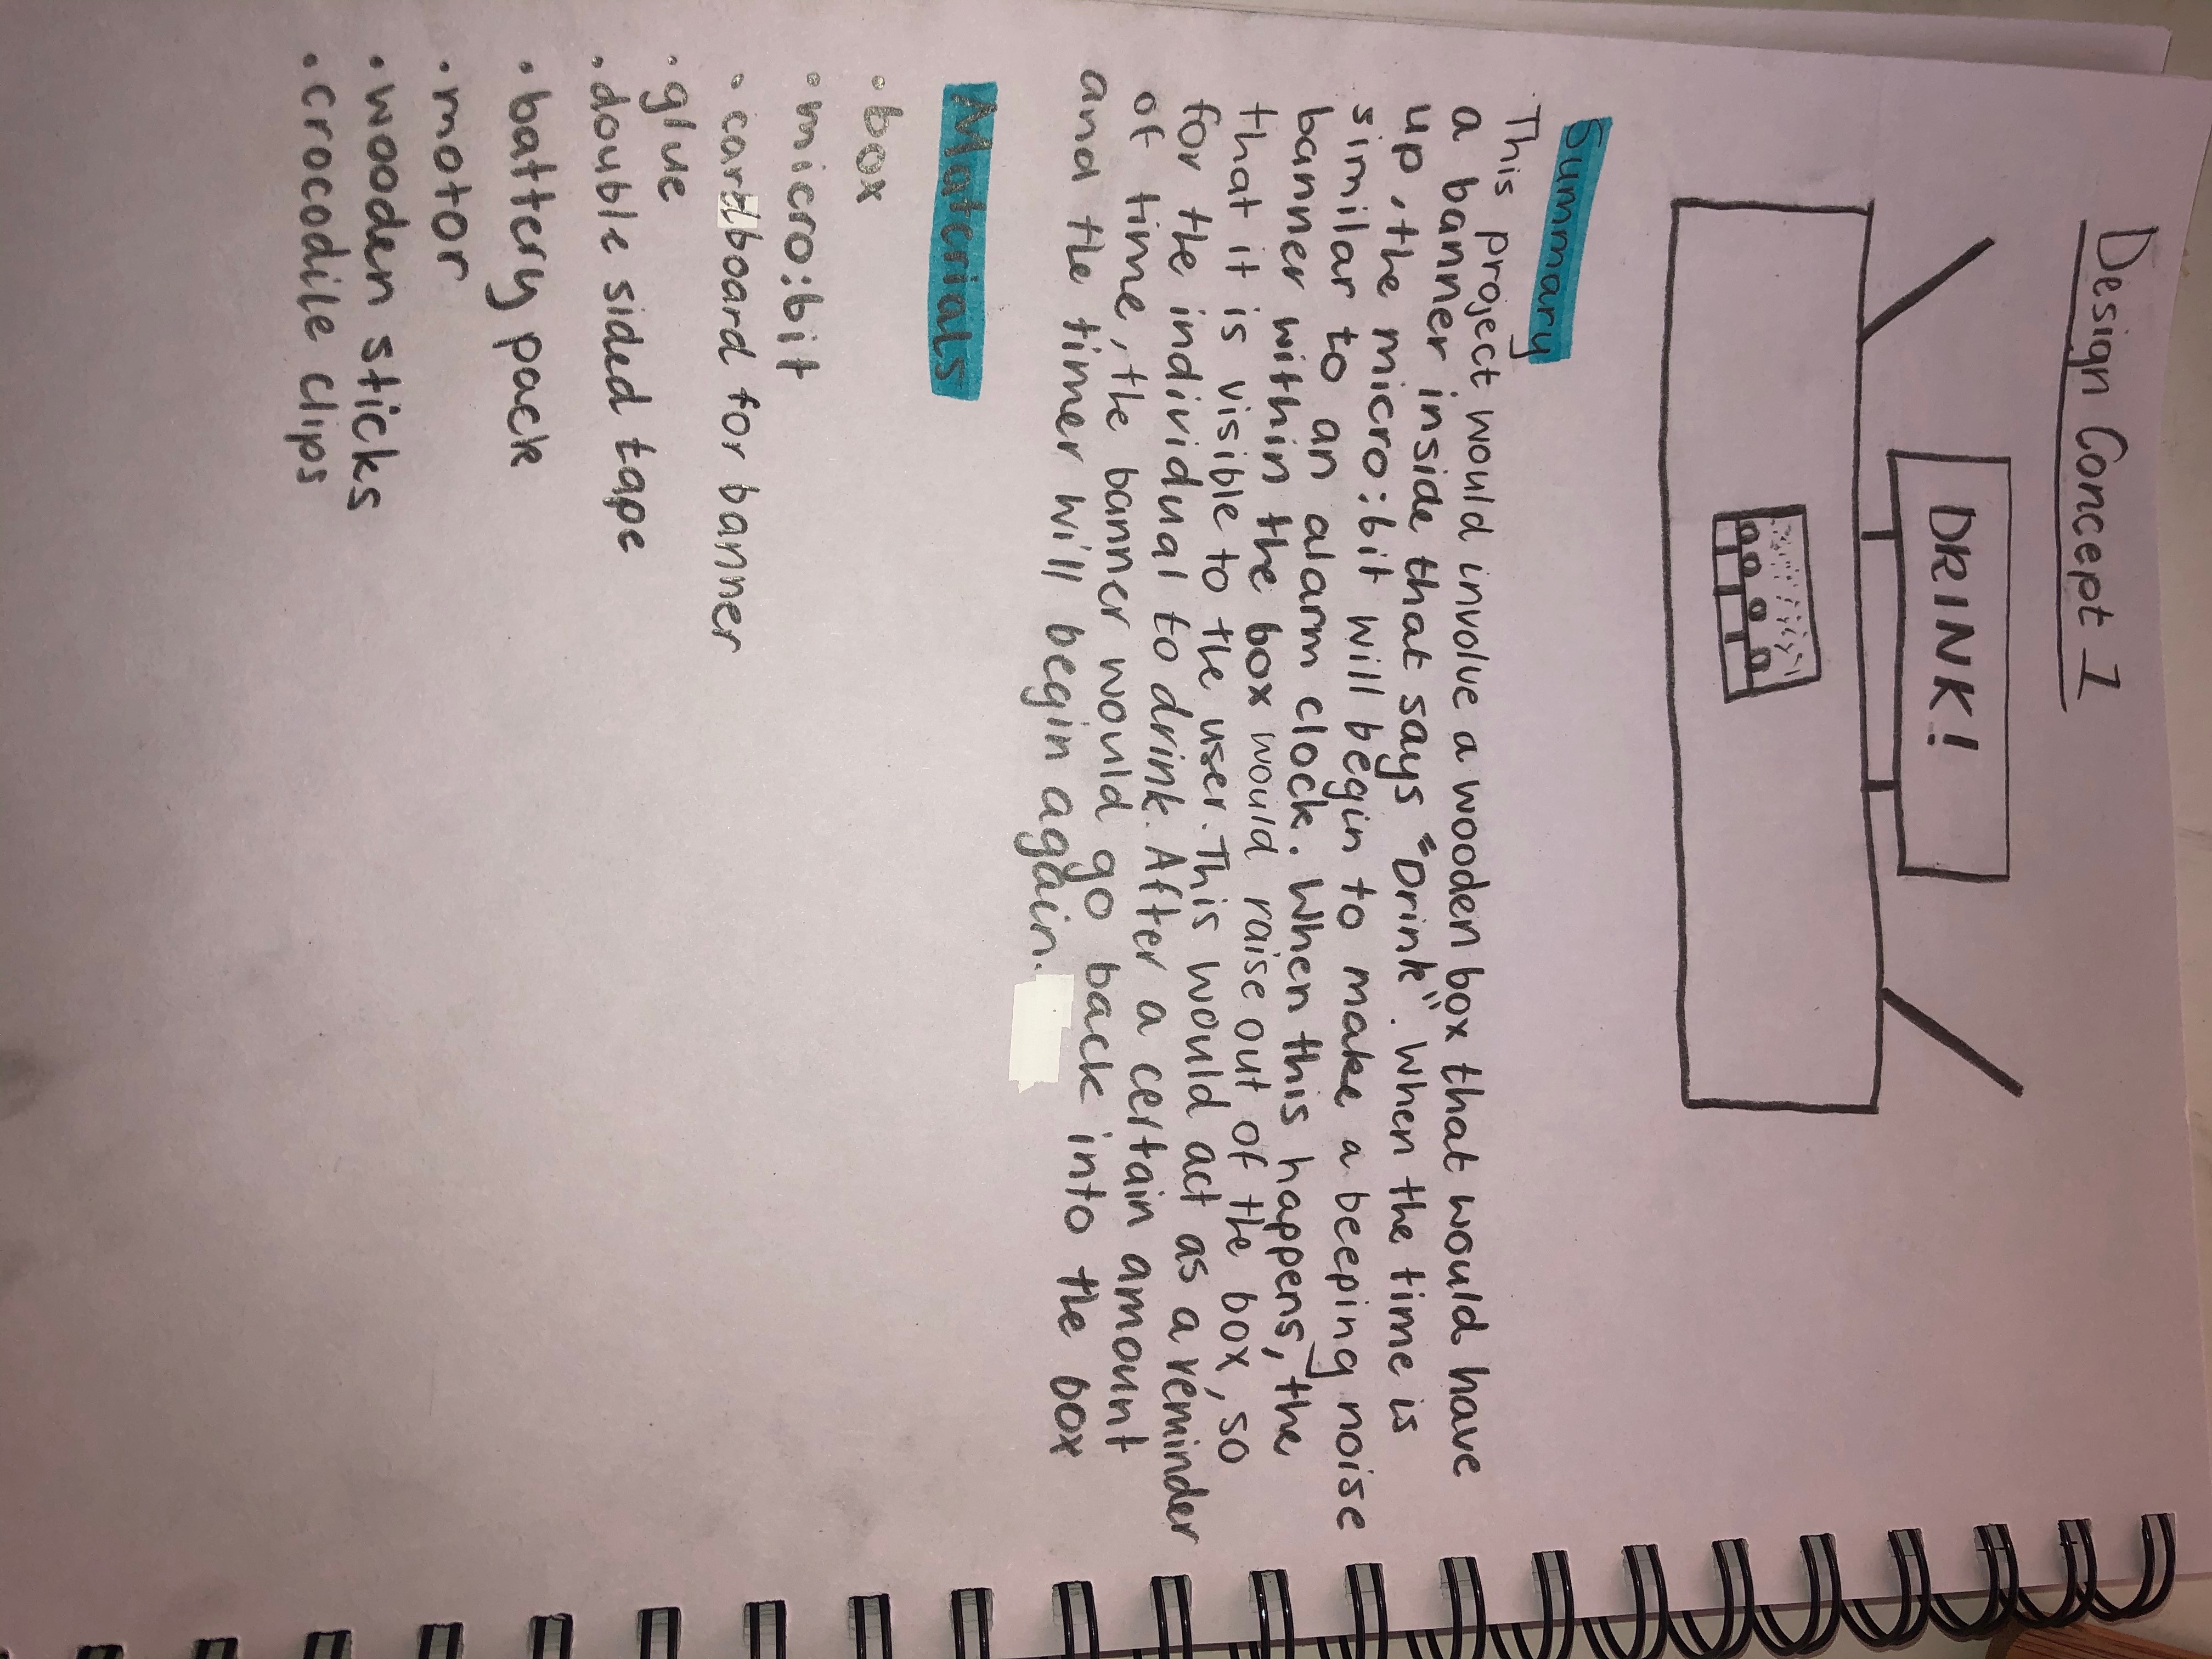 Design Concept 1
DRINK!
Summary
This project would involve a wooden box that would have
a banner inside that says "Drink". When the time is
up, the micro:bit will begin to make a beeping noise
similar to an alarm clock. When this happens, the
banner within the box would raise out of the box, so
that it is visible to the user. This would act as a reminder
for the individual to drink. After a certain amount
of time, the banner would go back into the box
and the timer will begin again.
Materials
• box
• micro:bit
• cardboard for banner
• glue
• double sided tape
• battery pack
• motor
• wooden sticks
• crocodile clips